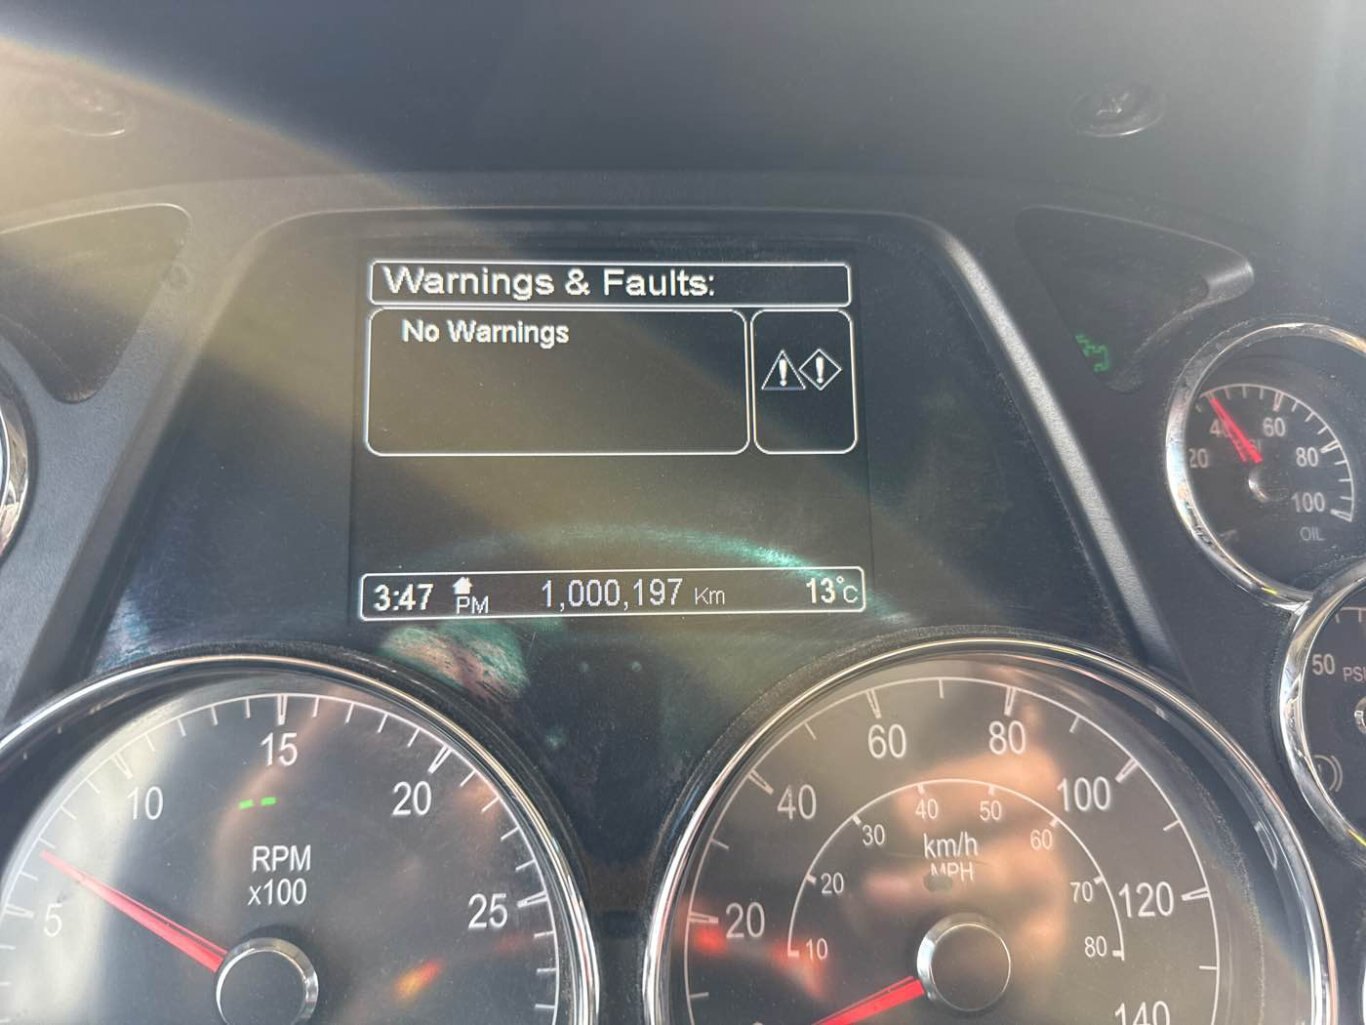 Warnings & Faults:
No Warnings
3:47 PM 1,000,197 Km 13°C
20 40 60 80 100
OIL
50 PSI
5 10 15 20 25
RPM
x100
20 40 60 80 100 120 140
km/h
MPH
10 20 30 40 50 60 70 80